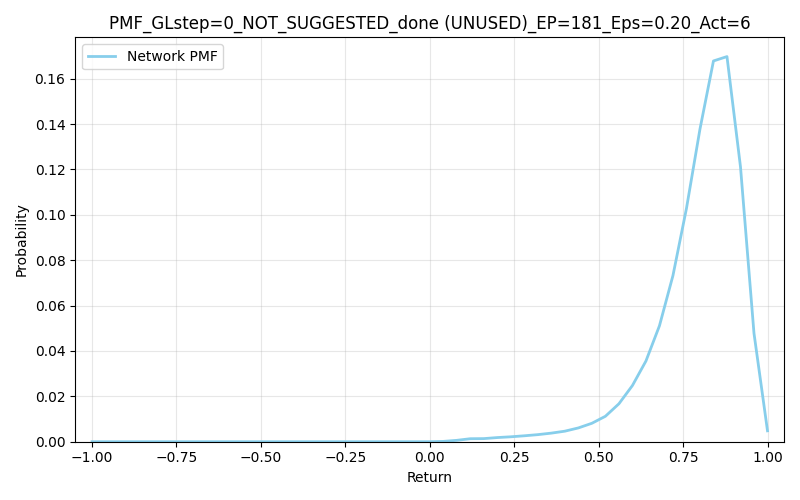 PMF_GLstep=0_NOT_SUGGESTED_done (UNUSED)_EP=181_Eps=0.20_Act=6
Network PMF
Probability
0.16
0.14
0.12
0.10
0.08
0.06
0.04
0.02
0.00
−1.00 −0.75 −0.50 −0.25 0.00 0.25 0.50 0.75 1.00
Return